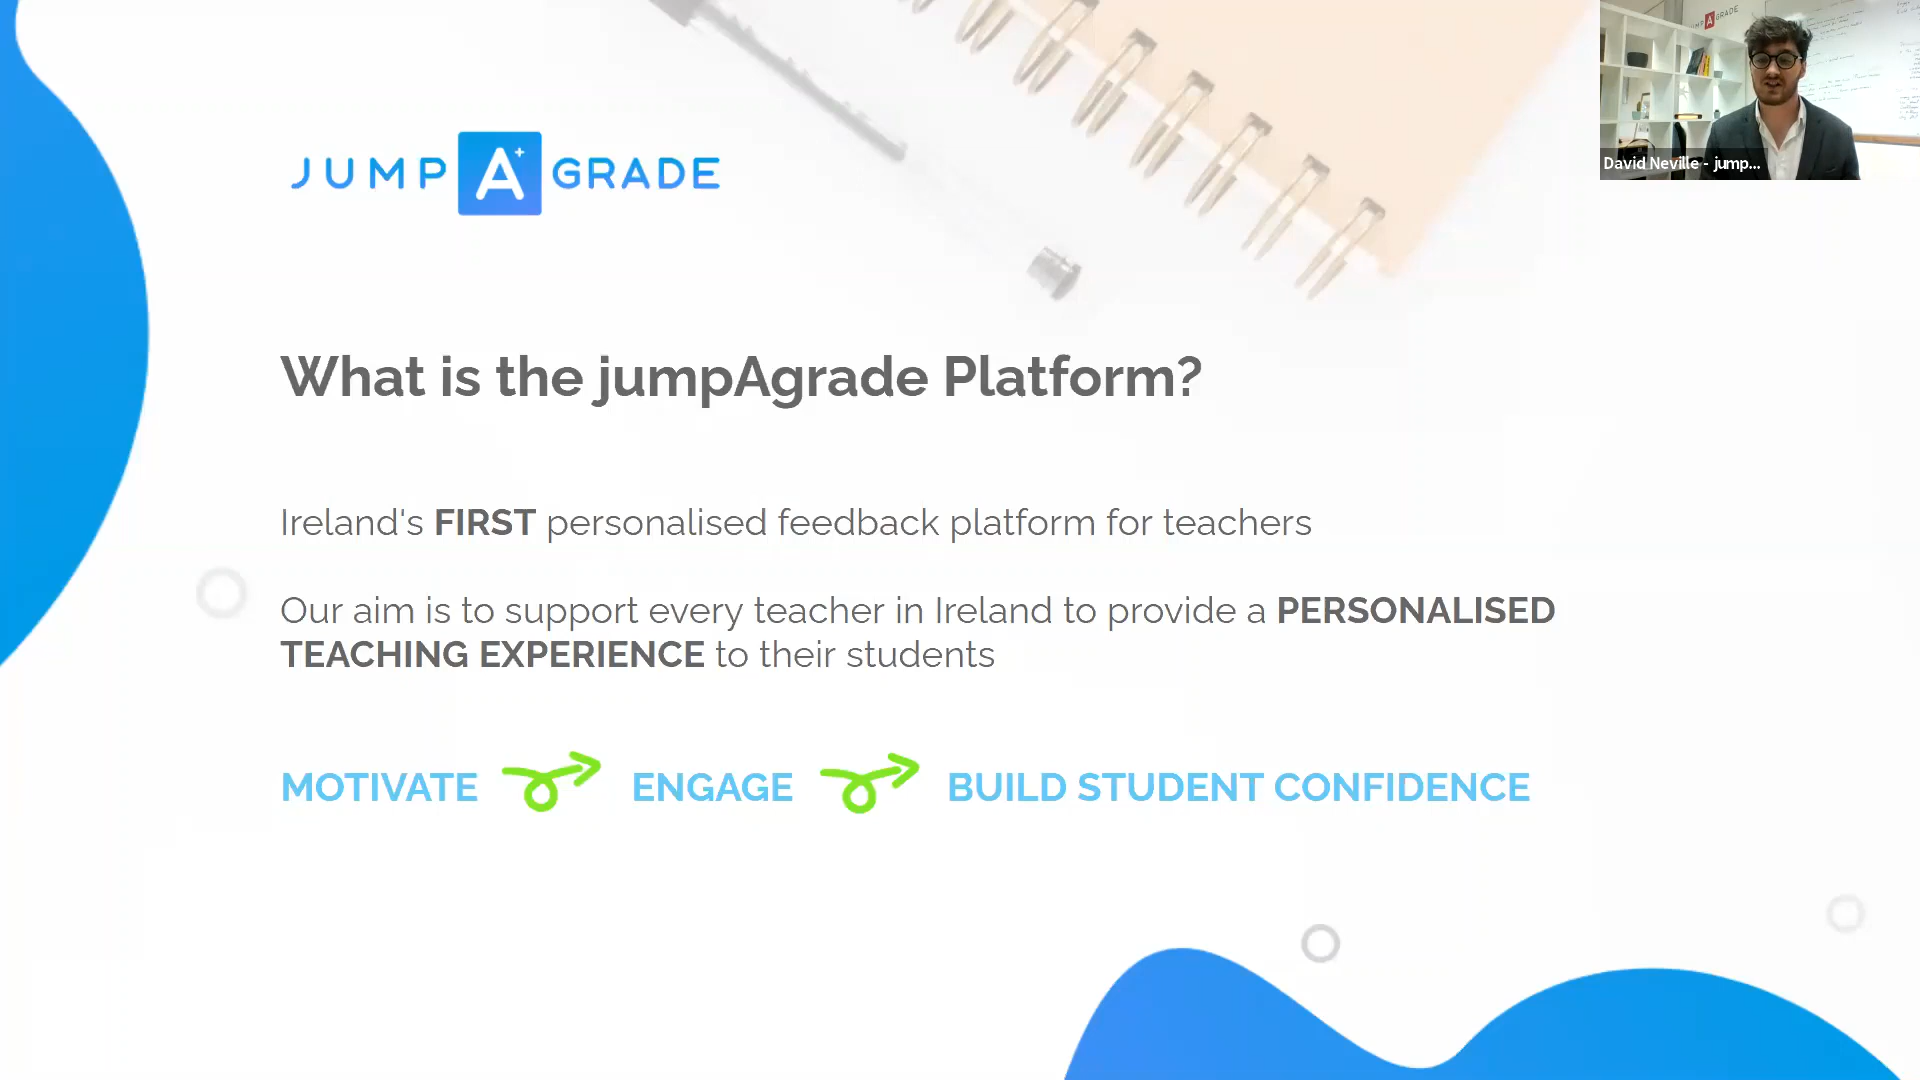 JUMP A+ GRADE
David Neville - jump...
What is the jumpAgrade Platform?
Ireland's FIRST personalised feedback platform for teachers
Our aim is to support every teacher in Ireland to provide a PERSONALISED
TEACHING EXPERIENCE to their students
MOTIVATE ENGAGE BUILD STUDENT CONFIDENCE